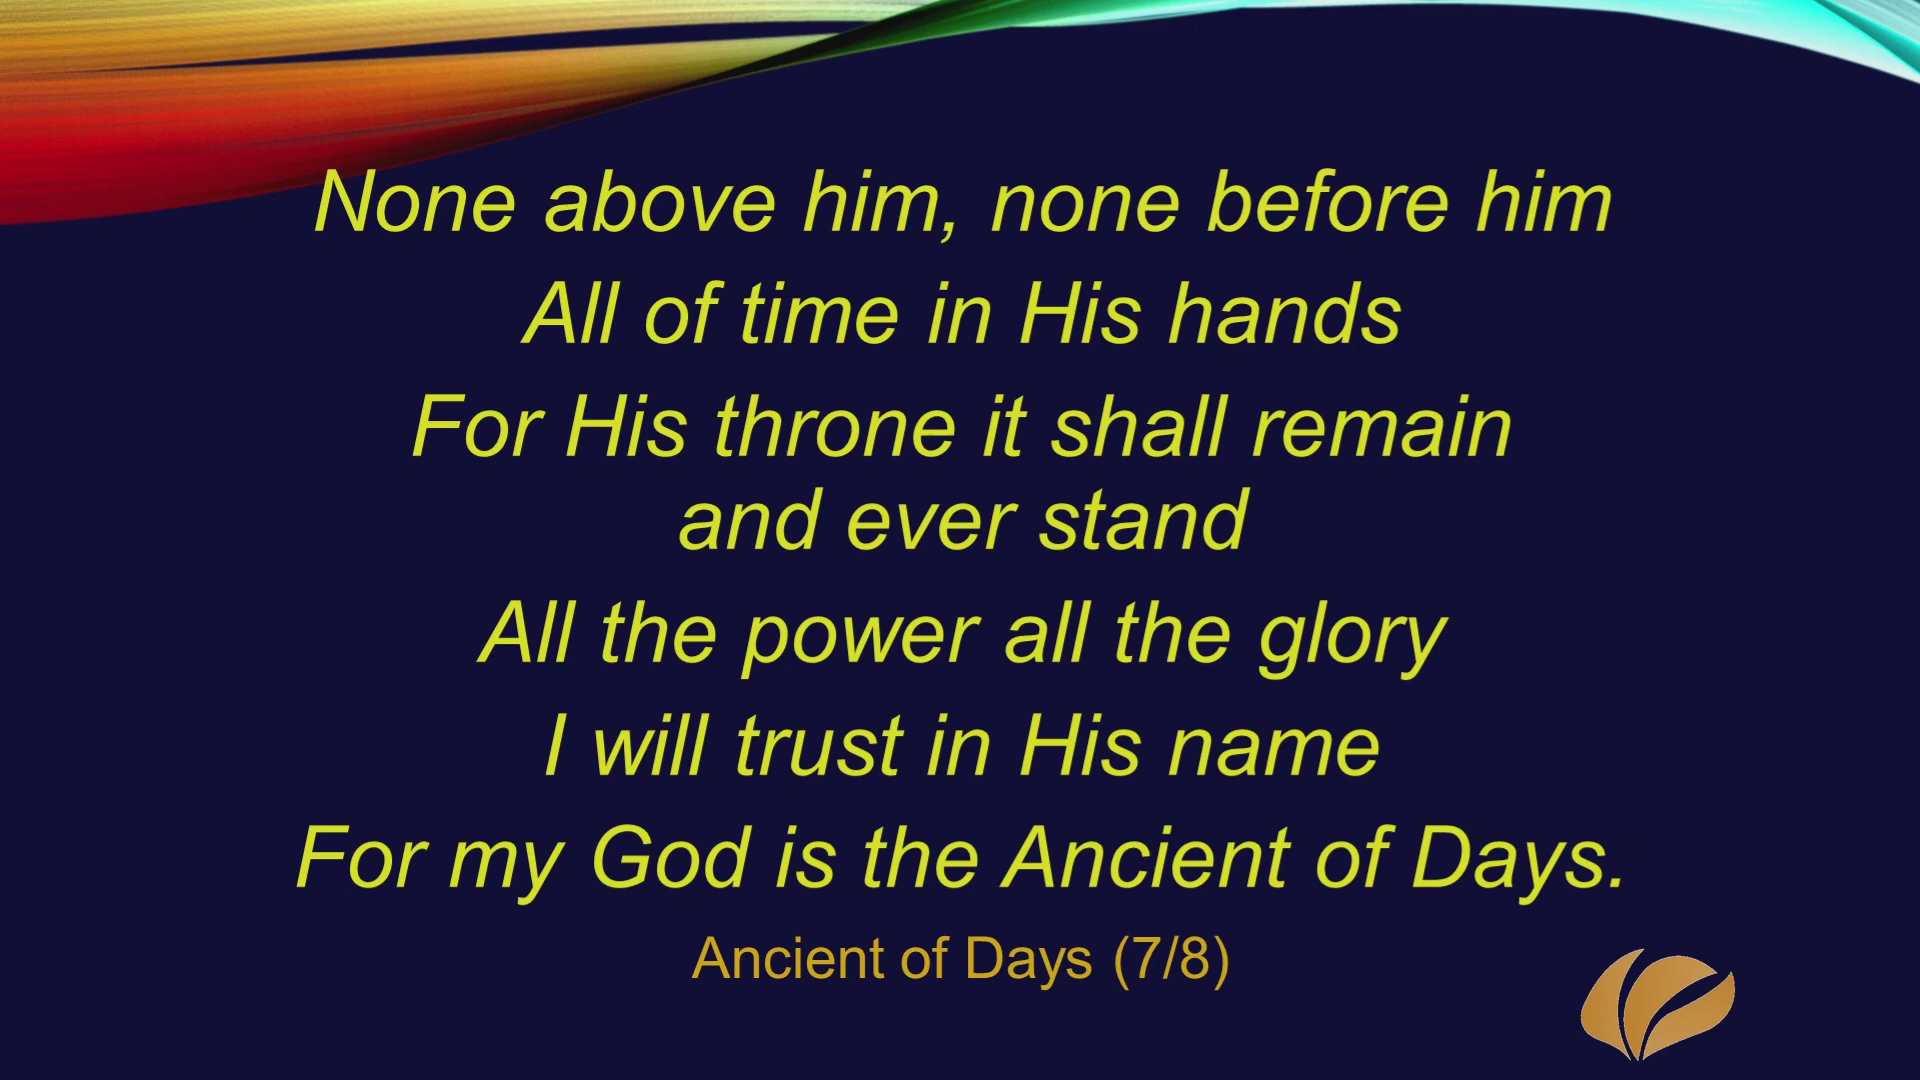 None above him, none before him
All of time in His hands
For His throne it shall remain
and ever stand
All the power all the glory
I will trust in His name
For my God is the Ancient of Days.
Ancient of Days (7/8)